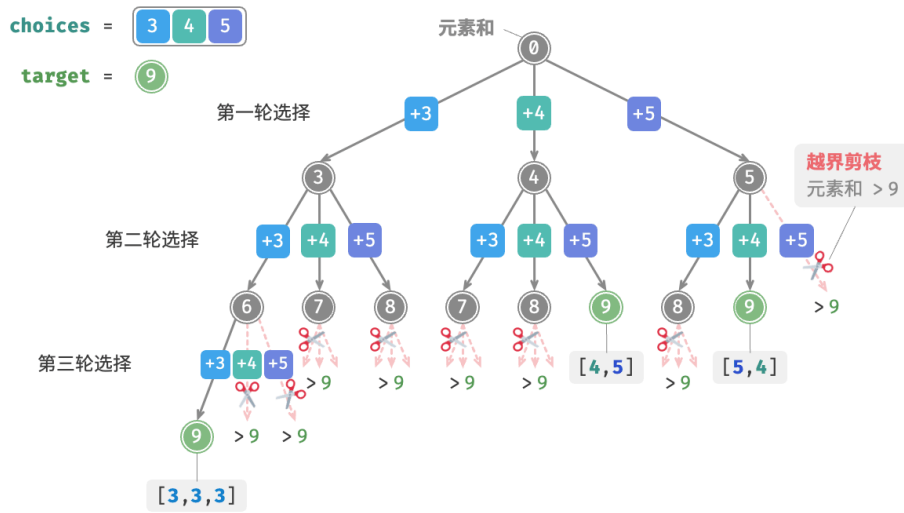 choices = 3 4 5
元素和
0
target = 9
第一轮选择
+3 +4 +5
越界剪枝
元素和 > 9
3 4 5
第二轮选择
+3 +4 +5 +3 +4 +5 +3 +4 +5
6 7 8 7 8 9 8 9
> 9
第三轮选择
+3 +4 +5
> 9 > 9 > 9 > 9 > 9
[4,5] [5,4]
9 > 9 > 9
[3,3,3]